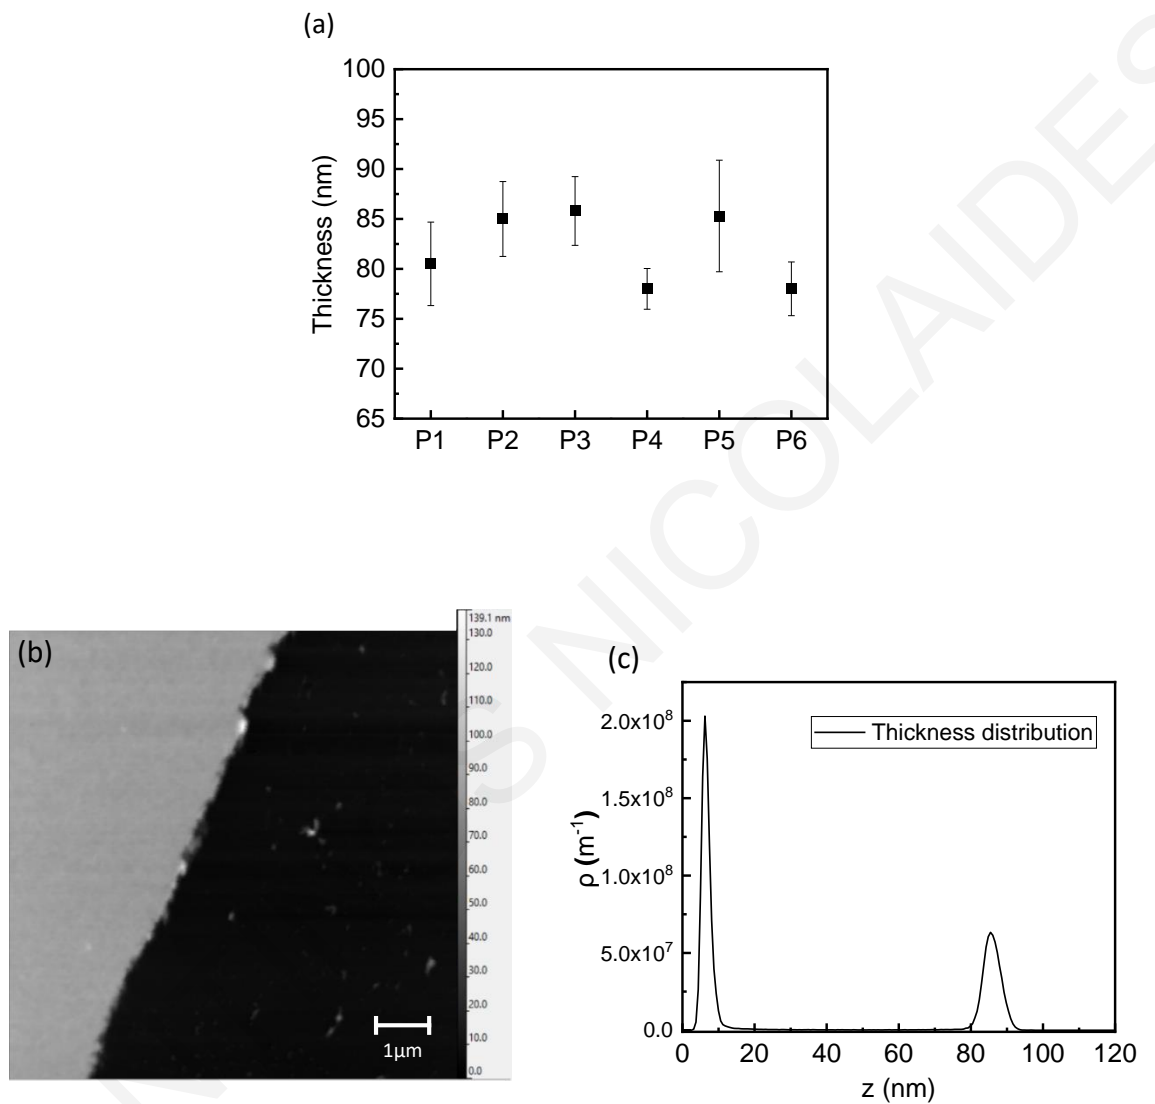 (a)
100
95
90
85
80
75
70
65
Thickness (nm)
P1 P2 P3 P4 P5 P6
S NICOLAIDES
(b)
139.1 nm
130.0
120.0
110.0
100.0
90.0
80.0
70.0
60.0
50.0
40.0
30.0
20.0
10.0
0.0
1μm
(c)
Thickness distribution
2.0x10⁸
1.5x10⁸
1.0x10⁸
5.0x10⁷
0.0
ρ (m⁻¹)
0 20 40 60 80 100 120
z (nm)